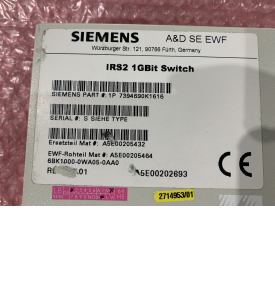 SIEMENS A&D SE EWF
Würzburger Str. 121, 90766 Fürth, Germany
IRS2 1GBit Switch
SIEMENS PART #: 1P 7394690K1616
SERIAL #: S SIEHE TYPE
Ersatzteil Mat #: A5E00205432
EWF-Rohteil Mat #: A5E00205464
6BK1000-0WA05-0AA0
.01 A5E00202693
CE
2714953/01